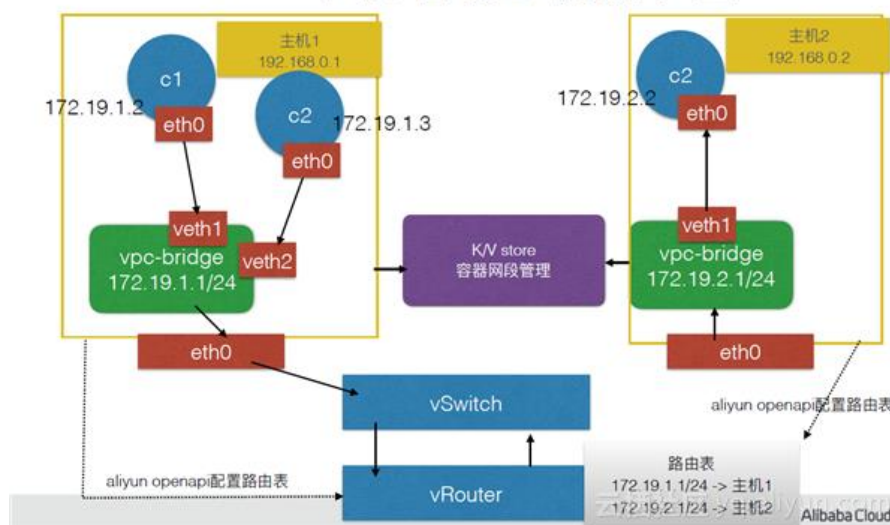 主机1
192.168.0.1
c1
172.19.1.2
eth0
c2
172.19.1.3
eth0
veth1
vpc-bridge
172.19.1.1/24
veth2
eth0
K/V store
容器网段管理
主机2
192.168.0.2
c2
172.19.2.2
eth0
veth1
vpc-bridge
172.19.2.1/24
eth0
vSwitch
aliyun openapi配置路由表
aliyun openapi配置路由表
vRouter
路由表
172.19.1.1/24 -> 主机1
172.19.2.1/24 -> 主机2
Alibaba Cloud